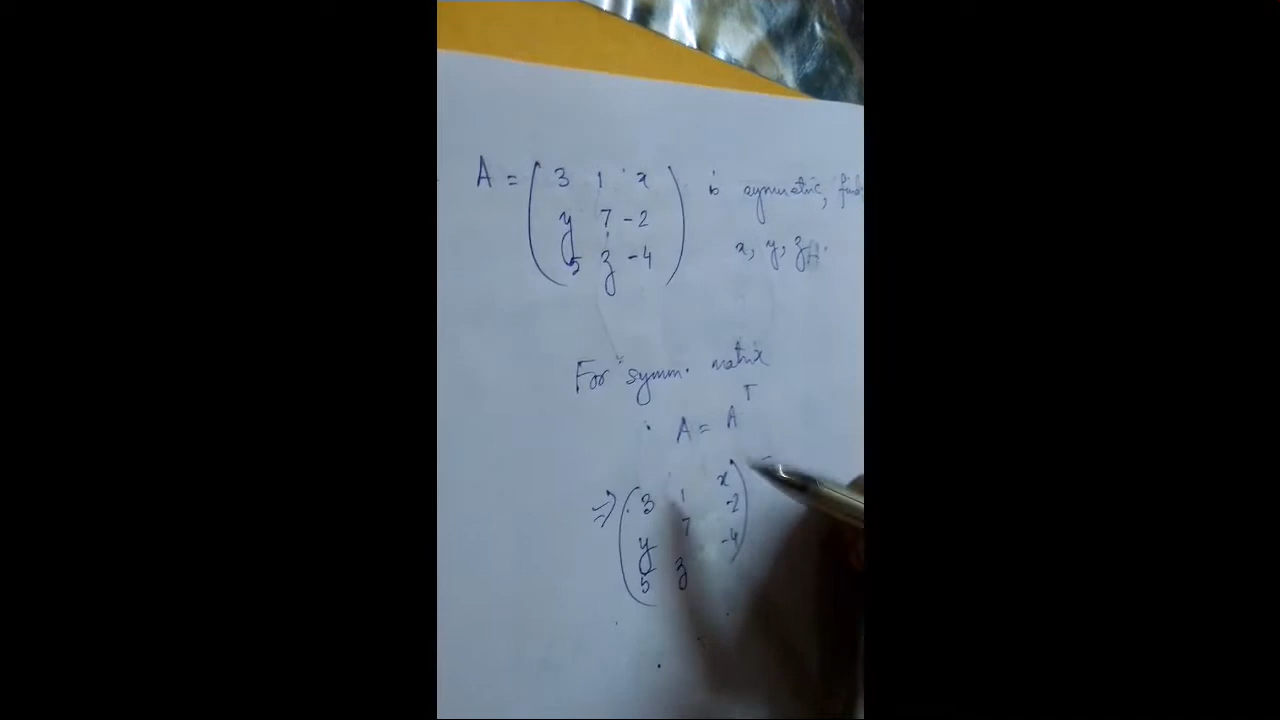 A = ( 3 1 x is symmetric, find
y 7 -2
5 z -4 ) x, y, z.
For symm. matrix
A = A^T
⇒ ( 3 1 x
y 7 -2
5 z -4 )